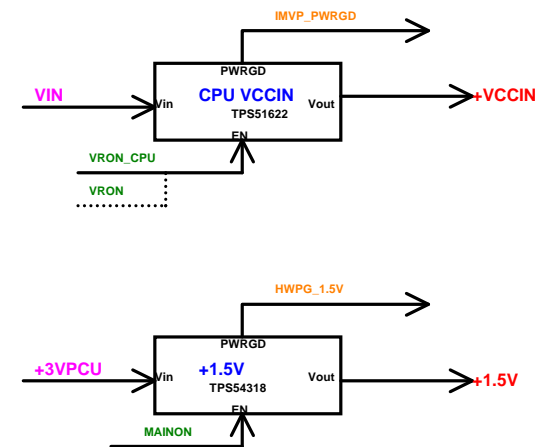 IMVP_PWRGD
PWRGD
VIN
Vin
CPU VCCIN
Vout
+VCCIN
TPS51622
EN
VRON_CPU
VRON
HWPG_1.5V
PWRGD
+3VPCU
Vin
+1.5V
Vout
+1.5V
TPS54318
EN
MAINON